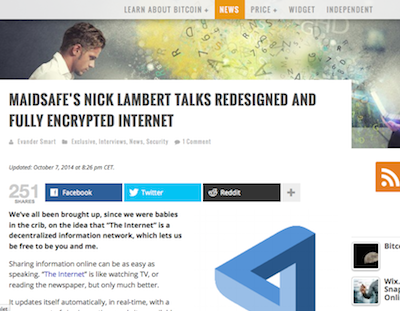 LEARN ABOUT BITCOIN + NEWS PRICE + WIDGET INDEPENDENT
MAIDSAFE'S NICK LAMBERT TALKS REDESIGNED AND
FULLY ENCRYPTED INTERNET
Evander Smart Exclusive, Interviews, News, Security 1 Comment
Updated: October 7, 2014 at 8:26 pm CET.
251
SHARES
Facebook
Twitter
Reddit
+
We've all been brought up, since we were babies
in the crib, on the idea that "The Internet" is a
decentralized information network, which lets
us be free to be you and me.
Sharing information online can be as easy as
speaking. "The Internet" is like watching TV, or
reading the newspaper, but only much better.
It updates itself automatically, in real-time, with a
Bitco
Wix,
Snap
Onli